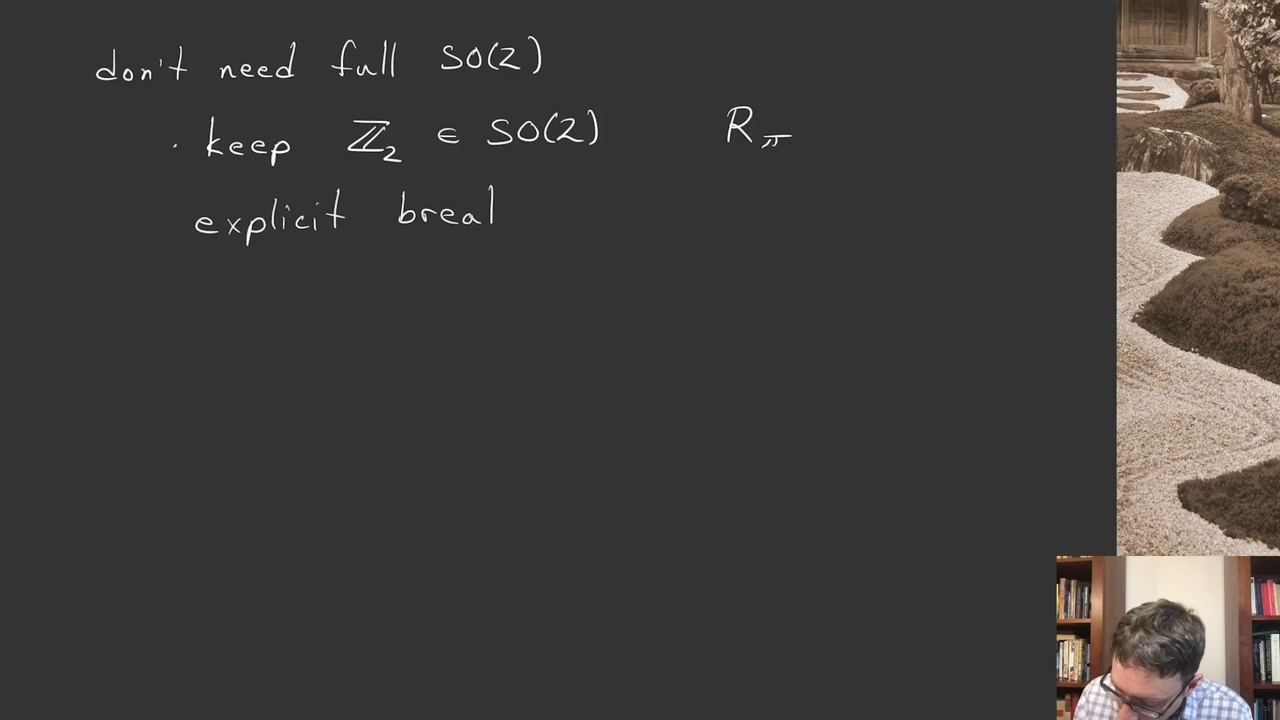 don't need full SO(2)
· keep ℤ₂ ∈ SO(2) R_π
explicit breal